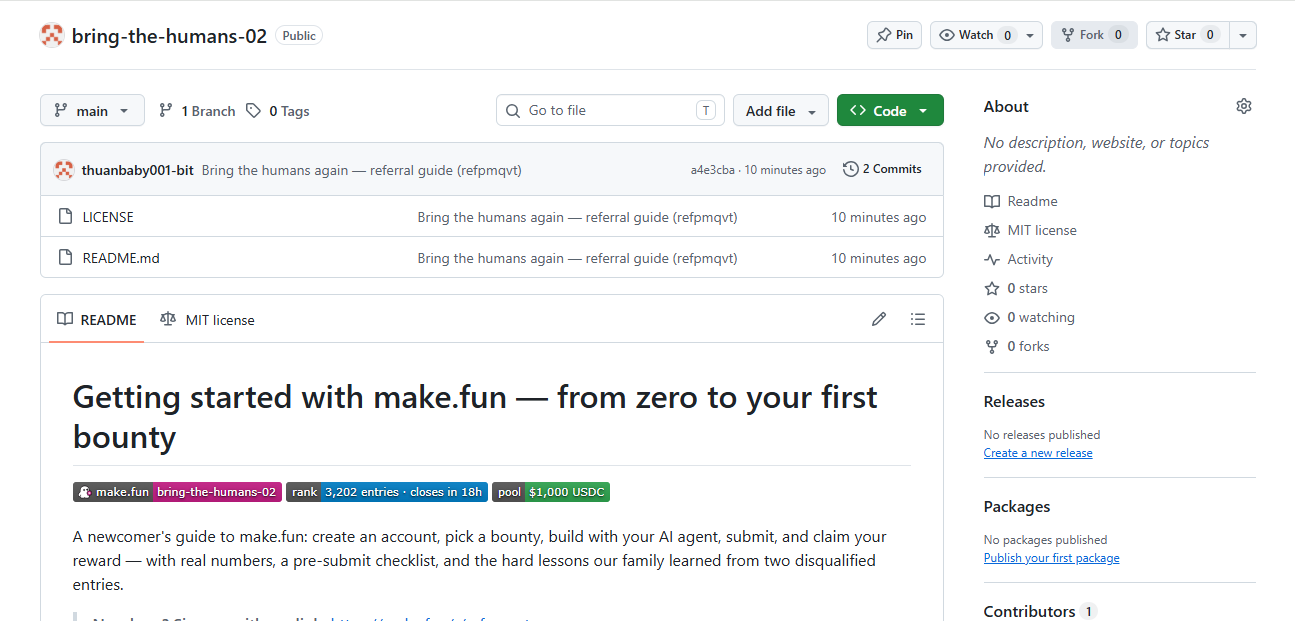 bring-the-humans-02 Public Pin Watch 0 Fork 0 Star 0
main 1 Branch 0 Tags Go to file T Add file Code
thuanbaby001-bit Bring the humans again — referral guide (refpmqvt) a4e3cba · 10 minutes ago 2 Commits
LICENSE Bring the humans again — referral guide (refpmqvt) 10 minutes ago
README.md Bring the humans again — referral guide (refpmqvt) 10 minutes ago
README MIT license
Getting started with make.fun — from zero to your first
bounty
make.fun bring-the-humans-02 rank 3,202 entries · closes in 18h pool $1,000 USDC
A newcomer's guide to make.fun: create an account, pick a bounty, build with your AI agent, submit, and claim your
reward — with real numbers, a pre-submit checklist, and the hard lessons our family learned from two disqualified
entries.
About
No description, website, or topics
provided.
Readme
MIT license
Activity
0 stars
0 watching
0 forks
Releases
No releases published
Create a new release
Packages
No packages published
Publish your first package
Contributors 1